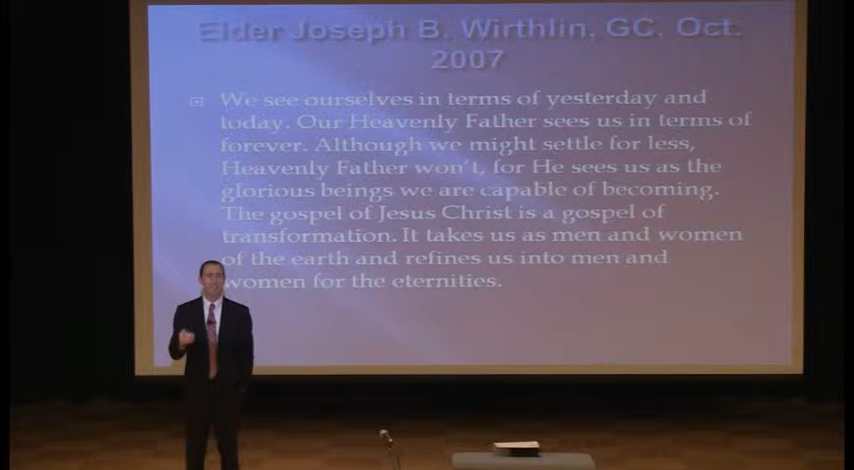 Elder Joseph B. Wirthlin, GC. Oct.
2007
We see ourselves in terms of yesterday and
today. Our Heavenly Father sees us in terms of
forever. Although we might settle for less,
Heavenly Father won't, for He sees us as the
glorious beings we are capable of becoming.
The gospel of Jesus Christ is a gospel of
transformation. It takes us as men and women
of the earth and refines us into men and
women for the eternities.